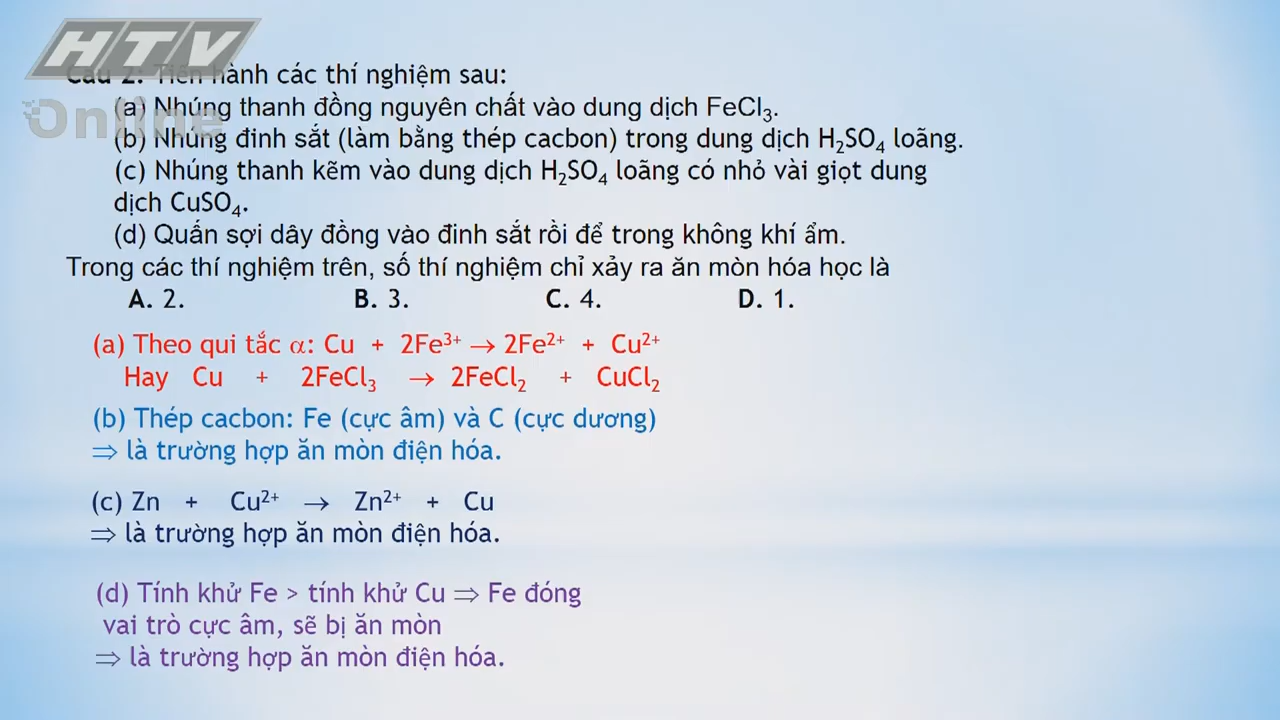 HTV
Online
Câu 2: Tiến hành các thí nghiệm sau:
(a) Nhúng thanh đồng nguyên chất vào dung dịch FeCl₃.
(b) Nhúng đinh sắt (làm bằng thép cacbon) trong dung dịch H₂SO₄ loãng.
(c) Nhúng thanh kẽm vào dung dịch H₂SO₄ loãng có nhỏ vài giọt dung
dịch CuSO₄.
(d) Quấn sợi dây đồng vào đinh sắt rồi để trong không khí ẩm.
Trong các thí nghiệm trên, số thí nghiệm chỉ xảy ra ăn mòn hóa học là
A. 2. B. 3. C. 4. D. 1.
(a) Theo qui tắc α: Cu + 2Fe³⁺ → 2Fe²⁺ + Cu²⁺
Hay Cu + 2FeCl₃ → 2FeCl₂ + CuCl₂
(b) Thép cacbon: Fe (cực âm) và C (cực dương)
⇒ là trường hợp ăn mòn điện hóa.
(c) Zn + Cu²⁺ → Zn²⁺ + Cu
⇒ là trường hợp ăn mòn điện hóa.
(d) Tính khử Fe > tính khử Cu ⇒ Fe đóng
vai trò cực âm, sẽ bị ăn mòn
⇒ là trường hợp ăn mòn điện hóa.